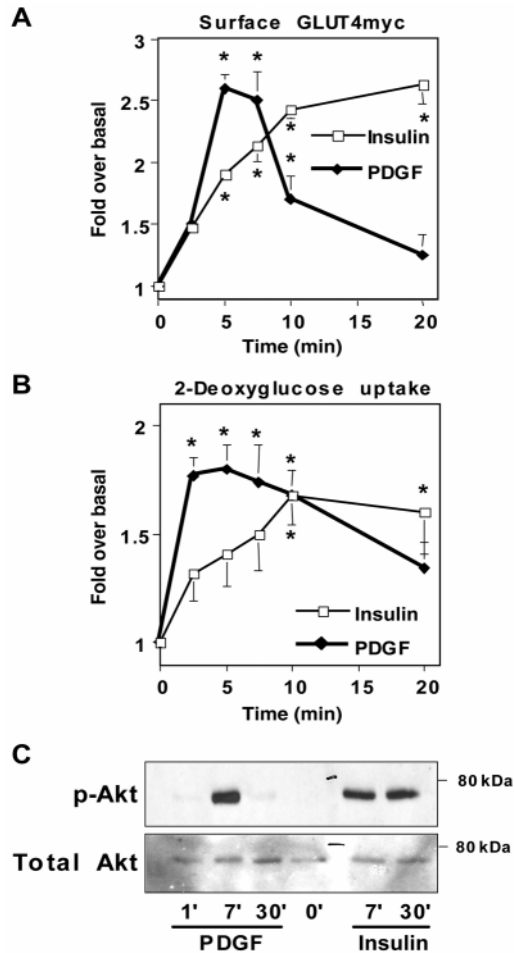 A
Surface GLUT4myc
3
2.5
2
1.5
1
Fold over basal
* *
* *
* * *
*
Insulin
PDGF
0 5 10 15 20
Time (min)
B
2-Deoxyglucose uptake
2
1.5
1
Fold over basal
* * * *
*
*
Insulin
PDGF
0 5 10 15 20
Time (min)
C
p-Akt
80 kDa
Total Akt
80 kDa
1' 7' 30' 0' 7' 30'
PDGF Insulin